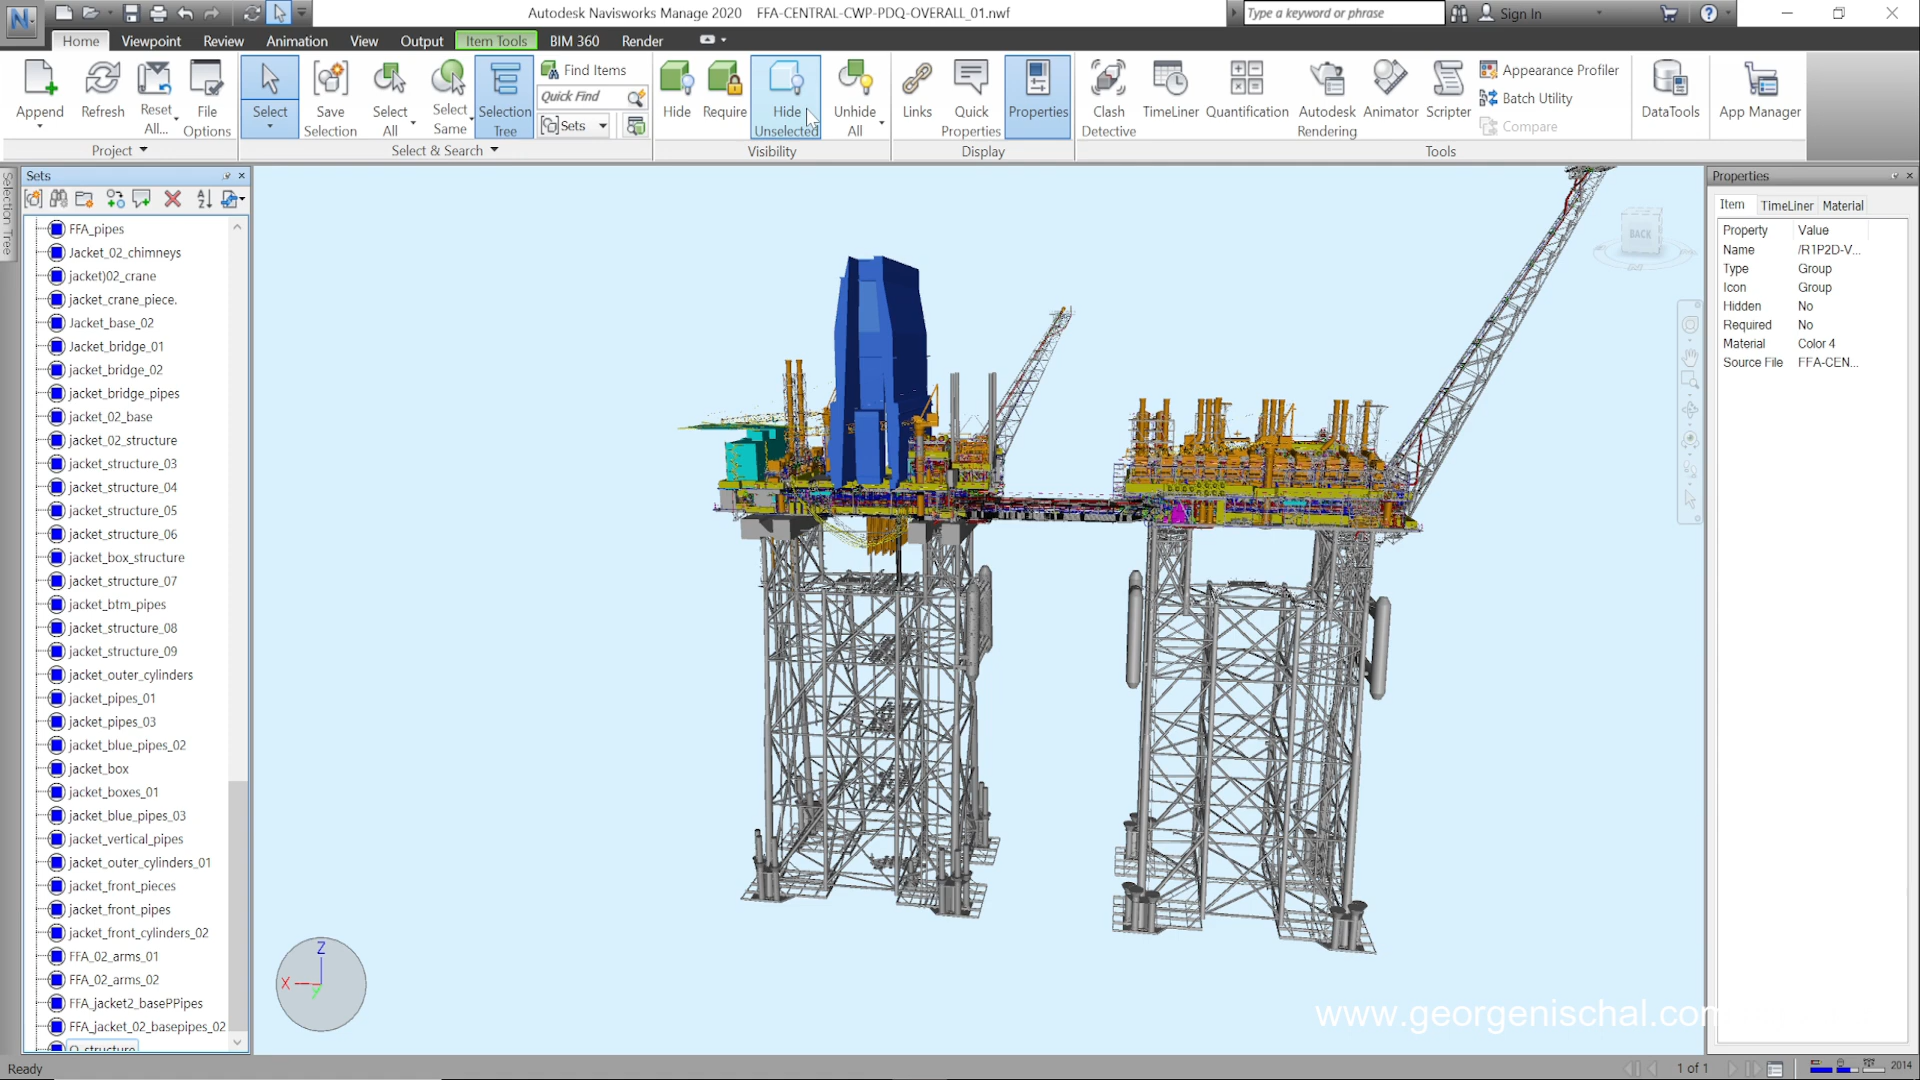 Autodesk Navisworks Manage 2020 FFA-CENTRAL-CWP-PDQ-OVERALL_01.nwf
Type a keyword or phrase
Sign In
Home Viewpoint Review Animation View Output Item Tools BIM 360 Render
Append
Refresh
Reset All...
File Options
Select
Save Selection
Select All
Select Same
Selection Tree
Find Items
Quick Find
Sets
Hide
Require
Hide Unselected
Unhide All
Links
Quick Properties
Properties
Clash Detective
TimeLiner
Quantification
Autodesk Rendering
Animator
Scripter
Appearance Profiler
Batch Utility
Compare
DataTools
App Manager
Project
Select & Search
Visibility
Display
Tools
Selection Tree
Sets
FFA_pipes
Jacket_02_chimneys
jacket)02_crane
jacket_crane_piece.
Jacket_base_02
Jacket_bridge_01
jacket_bridge_02
jacket_bridge_pipes
jacket_02_base
jacket_02_structure
jacket_structure_03
jacket_structure_04
jacket_structure_05
jacket_structure_06
jacket_box_structure
jacket_structure_07
jacket_btm_pipes
jacket_structure_08
jacket_structure_09
jacket_outer_cylinders
jacket_pipes_01
jacket_pipes_03
jacket_blue_pipes_02
jacket_box
jacket_boxes_01
jacket_blue_pipes_03
jacket_vertical_pipes
jacket_outer_cylinders_01
jacket_front_pieces
jacket_front_pipes
jacket_front_cylinders_02
FFA_02_arms_01
FFA_02_arms_02
FFA_jacket2_basePPipes
FFA_jacket_02_basepipes_02
BACK
Z
X
Y
Properties
Item TimeLiner Material
Property Value
Name /R1P2D-V...
Type Group
Icon Group
Hidden No
Required No
Material Color 4
Source File FFA-CEN...
www.georgenischal.com
Ready
1 of 1
2014